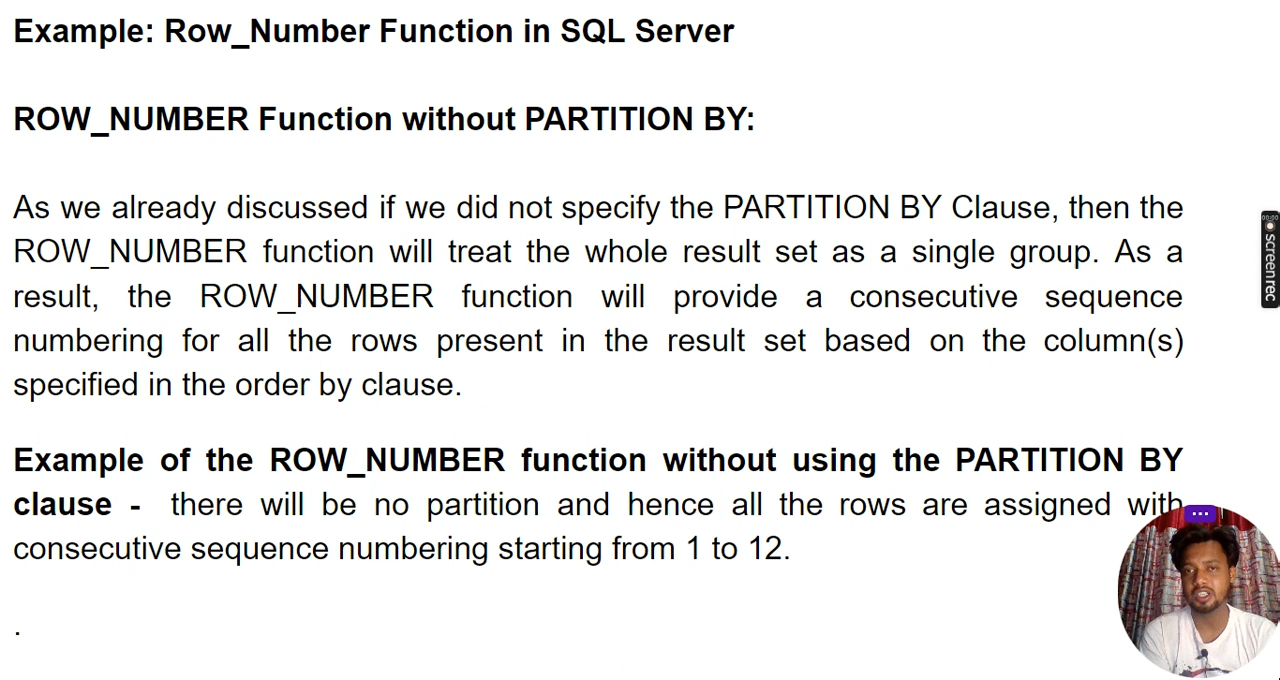 Example: Row_Number Function in SQL Server
ROW_NUMBER Function without PARTITION BY:
As we already discussed if we did not specify the PARTITION BY Clause, then the
ROW_NUMBER function will treat the whole result set as a single group. As a
result, the ROW_NUMBER function will provide a consecutive sequence
numbering for all the rows present in the result set based on the column(s)
specified in the order by clause.
Example of the ROW_NUMBER function without using the PARTITION BY
clause - there will be no partition and hence all the rows are assigned with
consecutive sequence numbering starting from 1 to 12.
.
00:00
screenrec